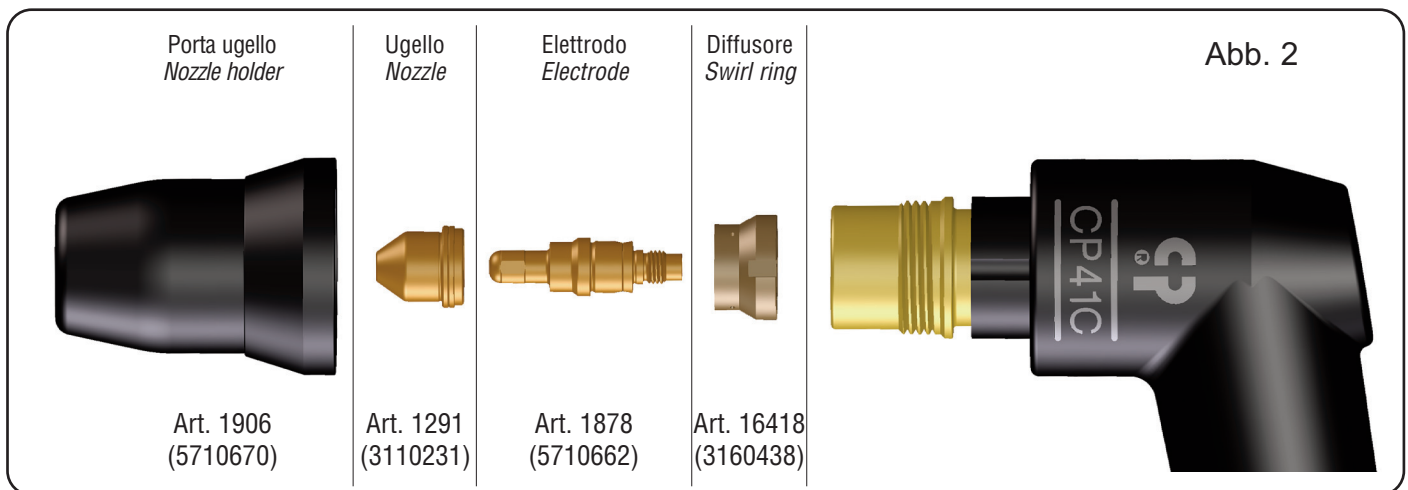 Porta ugello
Nozzle holder
Art. 1906
(5710670)
Ugello
Nozzle
Art. 1291
(3110231)
Elettrodo
Electrode
Art. 1878
(5710662)
Diffusore
Swirl ring
Art. 16418
(3160438)
Abb. 2
CP41C
cp®